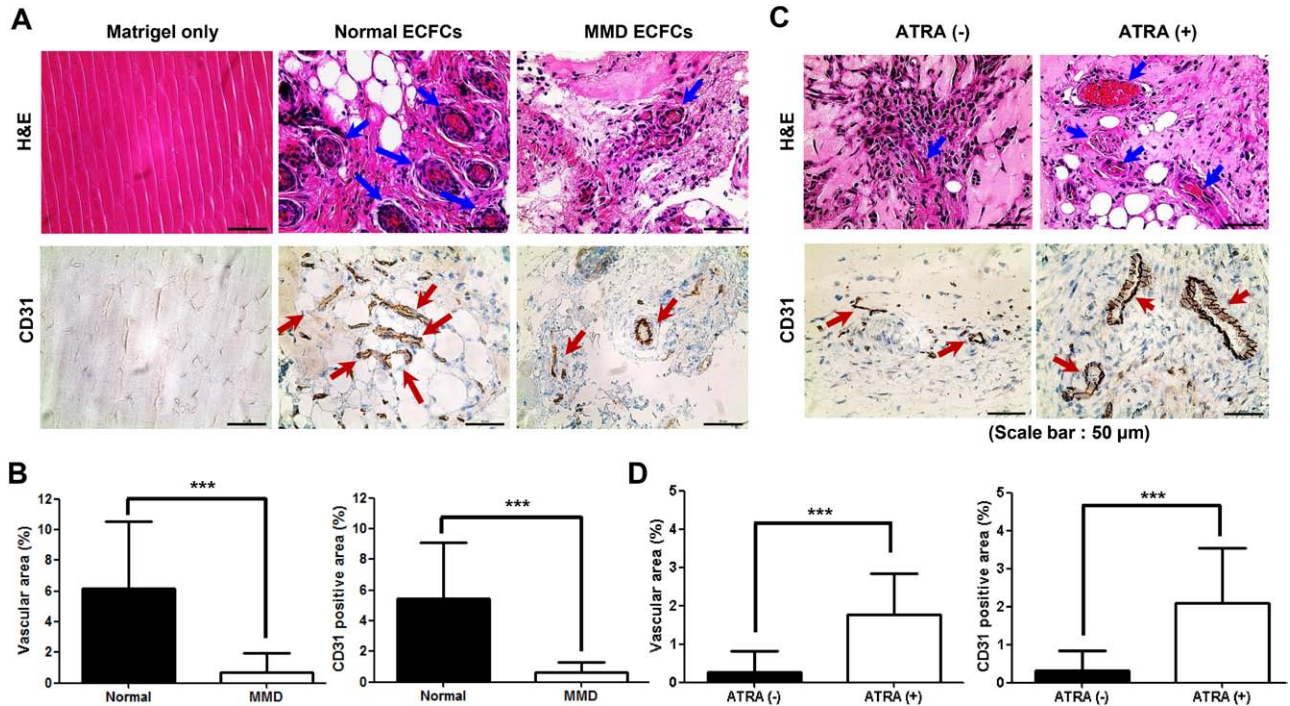 A
Matrigel only Normal ECFCs MMD ECFCs
H&E
CD31
C
ATRA (-) ATRA (+)
H&E
CD31
(Scale bar : 50 µm)
B
Vascular area (%)
12
10
8
6
4
2
0
***
Normal MMD
CD31 positive area (%)
12
10
8
6
4
2
0
***
Normal MMD
D
Vascular area (%)
5
4
3
2
1
0
***
ATRA (-) ATRA (+)
CD31 positive area (%)
5
4
3
2
1
0
***
ATRA (-) ATRA (+)